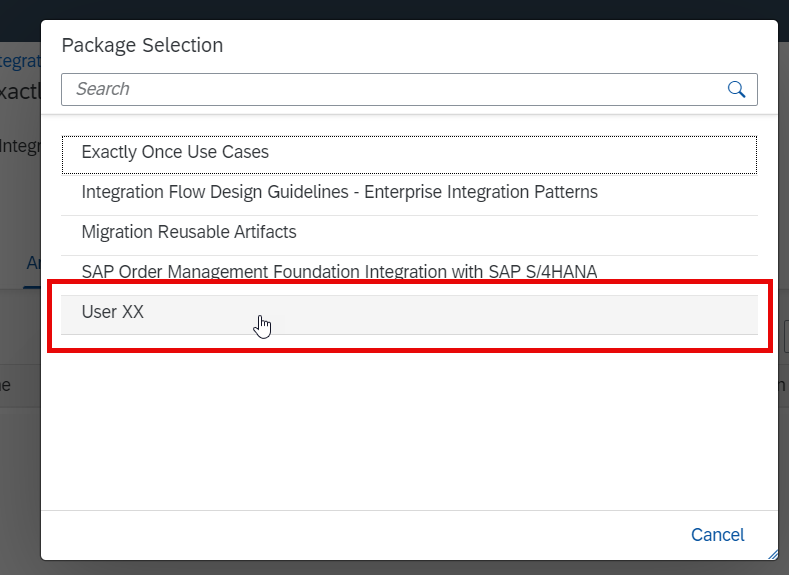 Package Selection
Search
Exactly Once Use Cases
Integration Flow Design Guidelines - Enterprise Integration Patterns
Migration Reusable Artifacts
SAP Order Management Foundation Integration with SAP S/4HANA
User XX
Cancel